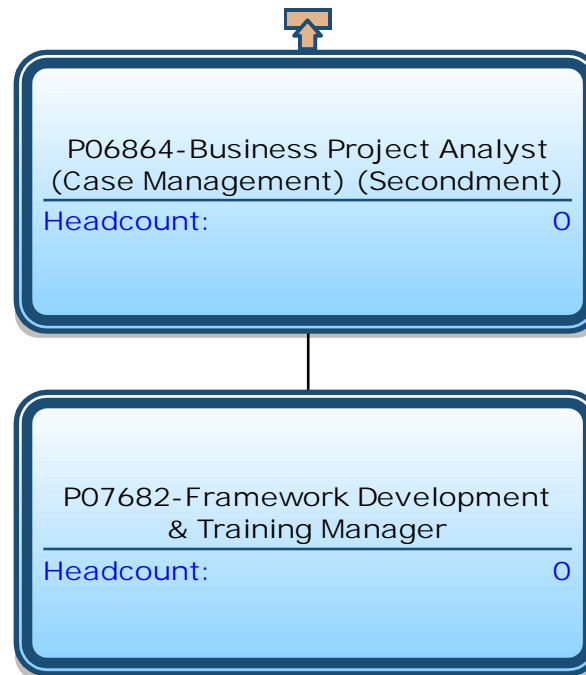 P06864-Business Project Analyst
(Case Management) (Secondment)
Headcount: 0
P07682-Framework Development
& Training Manager
Headcount: 0